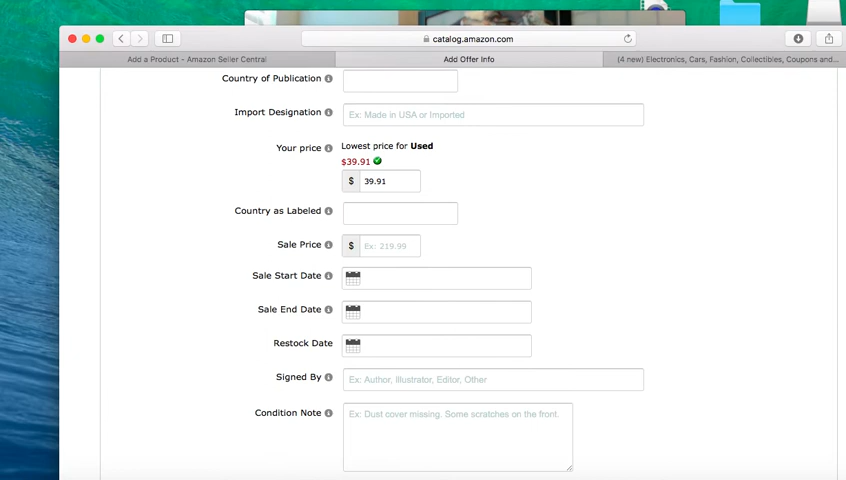 catalog.amazon.com
Add a Product - Amazon Seller Central
Add Offer Info
(4 new) Electronics, Cars, Fashion, Collectibles, Coupons and...
Country of Publication
Import Designation
Ex: Made in USA or Imported
Your price
Lowest price for Used
$39.91
$ 39.91
Country as Labeled
Sale Price
$ Ex: 219.99
Sale Start Date
Sale End Date
Restock Date
Signed By
Ex: Author, Illustrator, Editor, Other
Condition Note
Ex: Dust cover missing. Some scratches on the front.